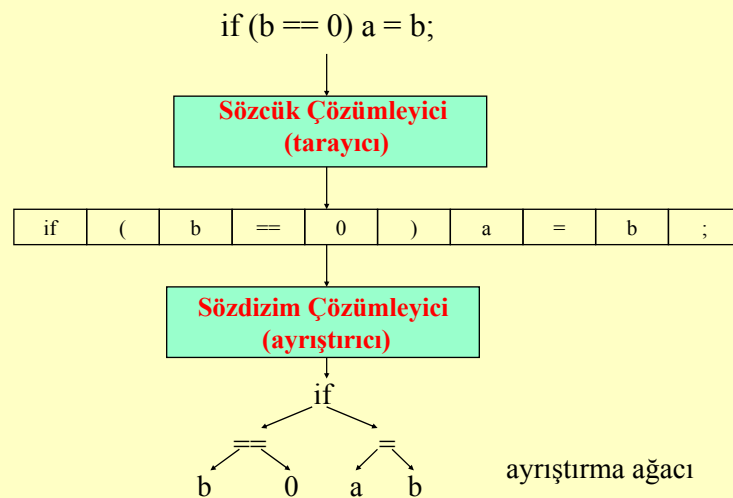 if (b == 0) a = b;
Sözcük Çözümleyici
(tarayıcı)
if ( b == 0 ) a = b ;
Sözdizim Çözümleyici
(ayrıştırıcı)
if
== =
b 0 a b
ayrıştırma ağacı